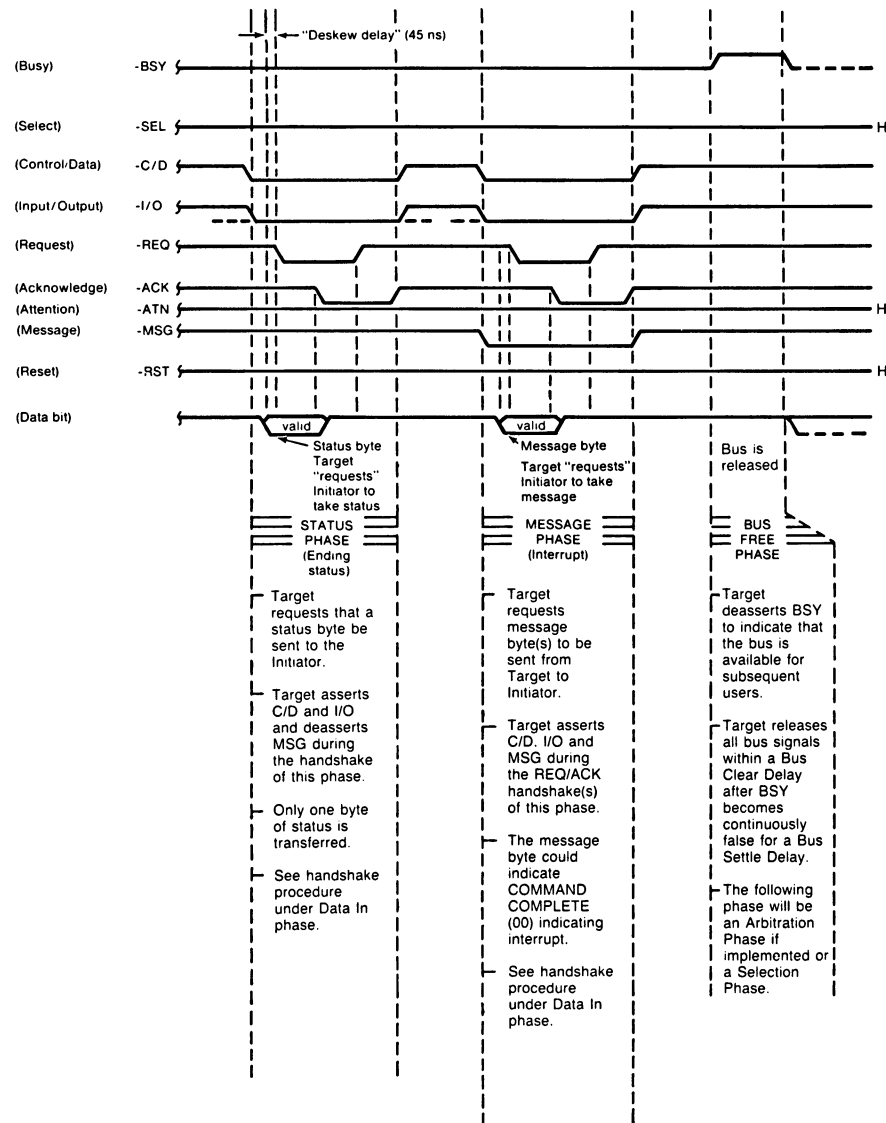 "Deskew delay" (45 ns)
(Busy) -BSY
(Select) -SEL H
(Control/Data) -C/D
(Input/Output) -I/O
(Request) -REQ
(Acknowledge) -ACK
(Attention) -ATN H
(Message) -MSG
(Reset) -RST H
(Data bit)
valid
valid
Status byte
Target
"requests"
Initiator to
take status
Message byte
Target "requests"
Initiator to take
message
Bus is
released
STATUS
PHASE
(Ending
status)
MESSAGE
PHASE
(Interrupt)
BUS
FREE
PHASE
Target
requests that a
status byte be
sent to the
Initiator.
Target asserts
C/D and I/O
and deasserts
MSG during
the handshake
of this phase.
Only one byte
of status is
transferred.
See handshake
procedure
under Data In
phase.
Target
requests
message
byte(s) to be
sent from
Target to
Initiator.
Target asserts
C/D. I/O and
MSG during
the REQ/ACK
handshake(s)
of this phase.
The message
byte could
indicate
COMMAND
COMPLETE
(00) indicating
interrupt.
See handshake
procedure
under Data In
phase.
Target
deasserts BSY
to indicate that
the bus is
available for
subsequent
users.
Target releases
all bus signals
within a Bus
Clear Delay
after BSY
becomes
continuously
false for a Bus
Settle Delay.
The following
phase will be
an Arbitration
Phase if
implemented or
a Selection
Phase.